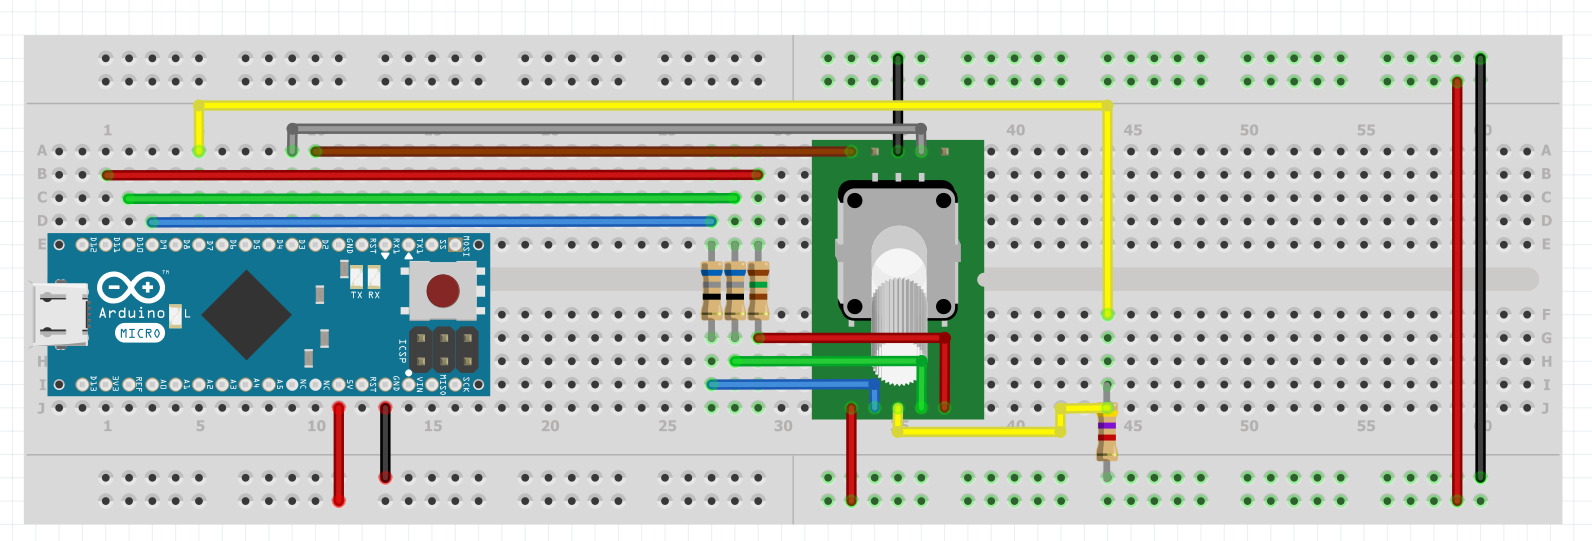 1 40 45 50 55
A A
B B
C C
D D
E E
D12 D11 D10 D9 D8 D7 D6 D5 D4 D3 D2 GND RST RX1 TX1 SS MOSI
TM
TX RX
Arduino
L
MICRO
ICSP
D13 3V3 REF A0 A1 A2 A3 A4 A5 NC NC 5V RST GND VIN MISO SCK
F F
G G
H H
I I
J J
1 5 10 15 20 25 30 40 45 50 55